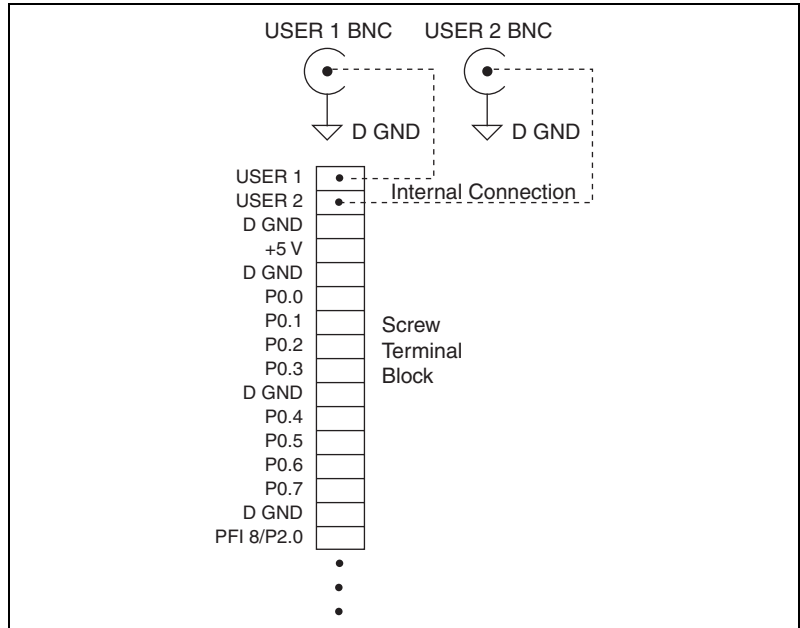 USER 1 BNC
USER 2 BNC
D GND
D GND
USER 1
USER 2
Internal Connection
D GND
+5 V
D GND
P0.0
P0.1
P0.2
P0.3
D GND
P0.4
P0.5
P0.6
P0.7
D GND
PFI 8/P2.0
Screw
Terminal
Block